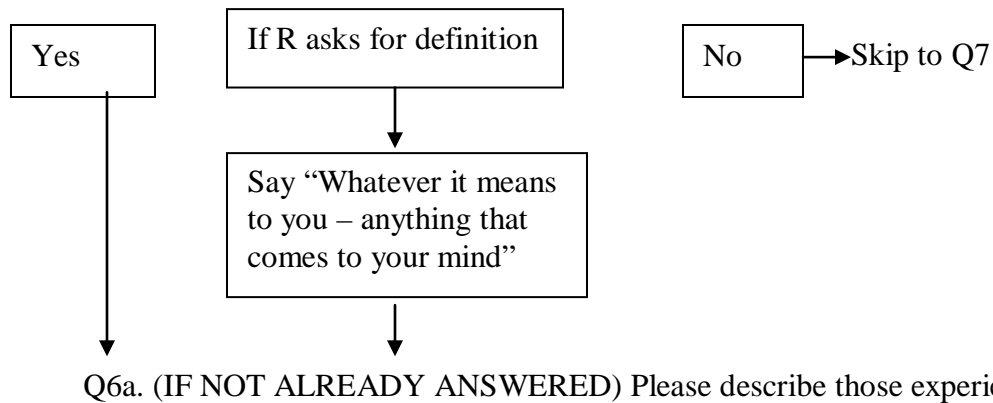 Yes
If R asks for definition
No
Skip to Q7
Say “Whatever it means
to you – anything that
comes to your mind”
Q6a. (IF NOT ALREADY ANSWERED) Please describe those